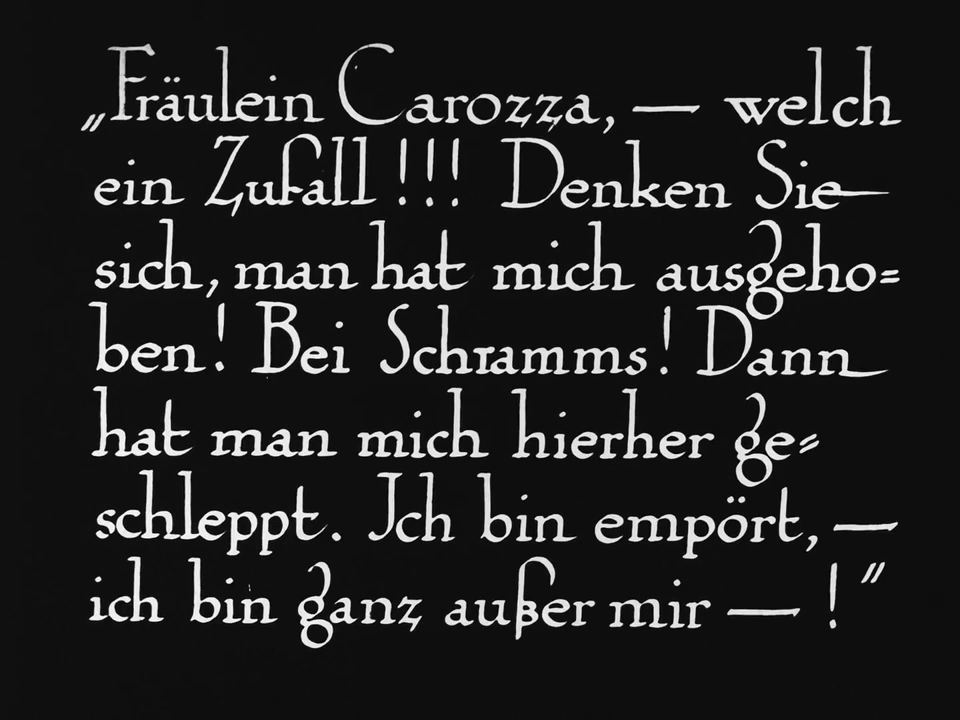 „Fräulein Carozza, — welch
ein Zufall!!! Denken Sie
sich, man hat mich ausgeho=
ben! Bei Schramms! Dann
hat man mich hierher ge=
schleppt. Ich bin empört, —
ich bin ganz außer mir — !"